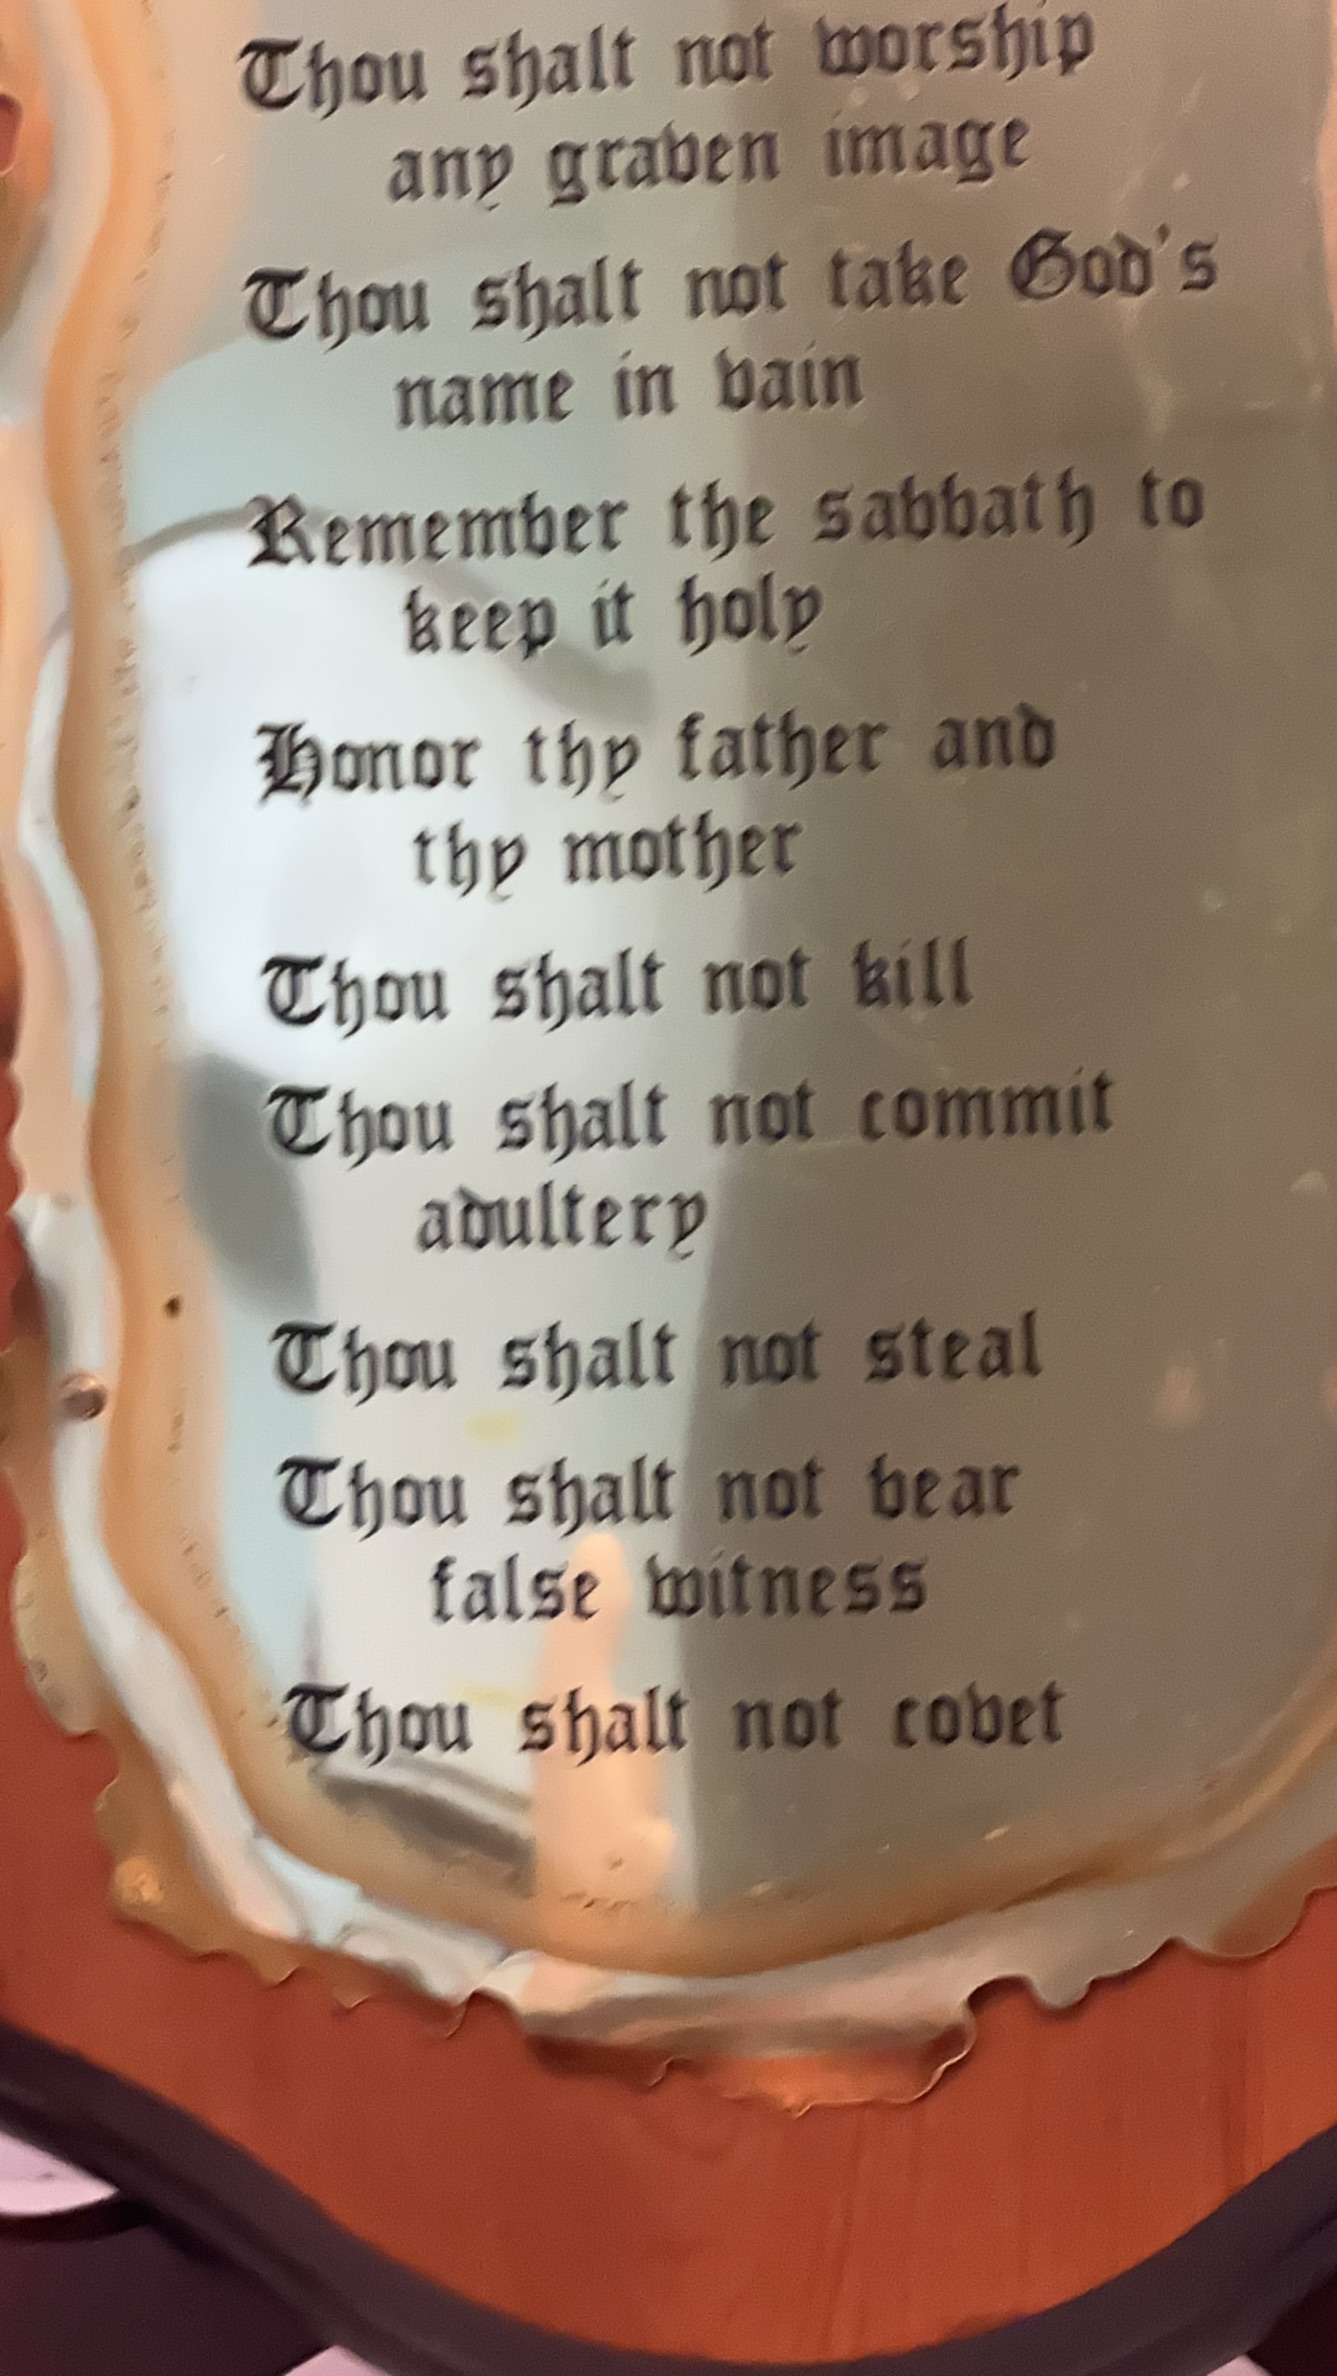 Thou shalt not worship
any graven image
Thou shalt not take God's
name in vain
Remember the sabbath to
keep it holy
Honor thy father and
thy mother
Thou shalt not kill
Thou shalt not commit
adultery
Thou shalt not steal
Thou shalt not bear
false witness
Thou shalt not covet